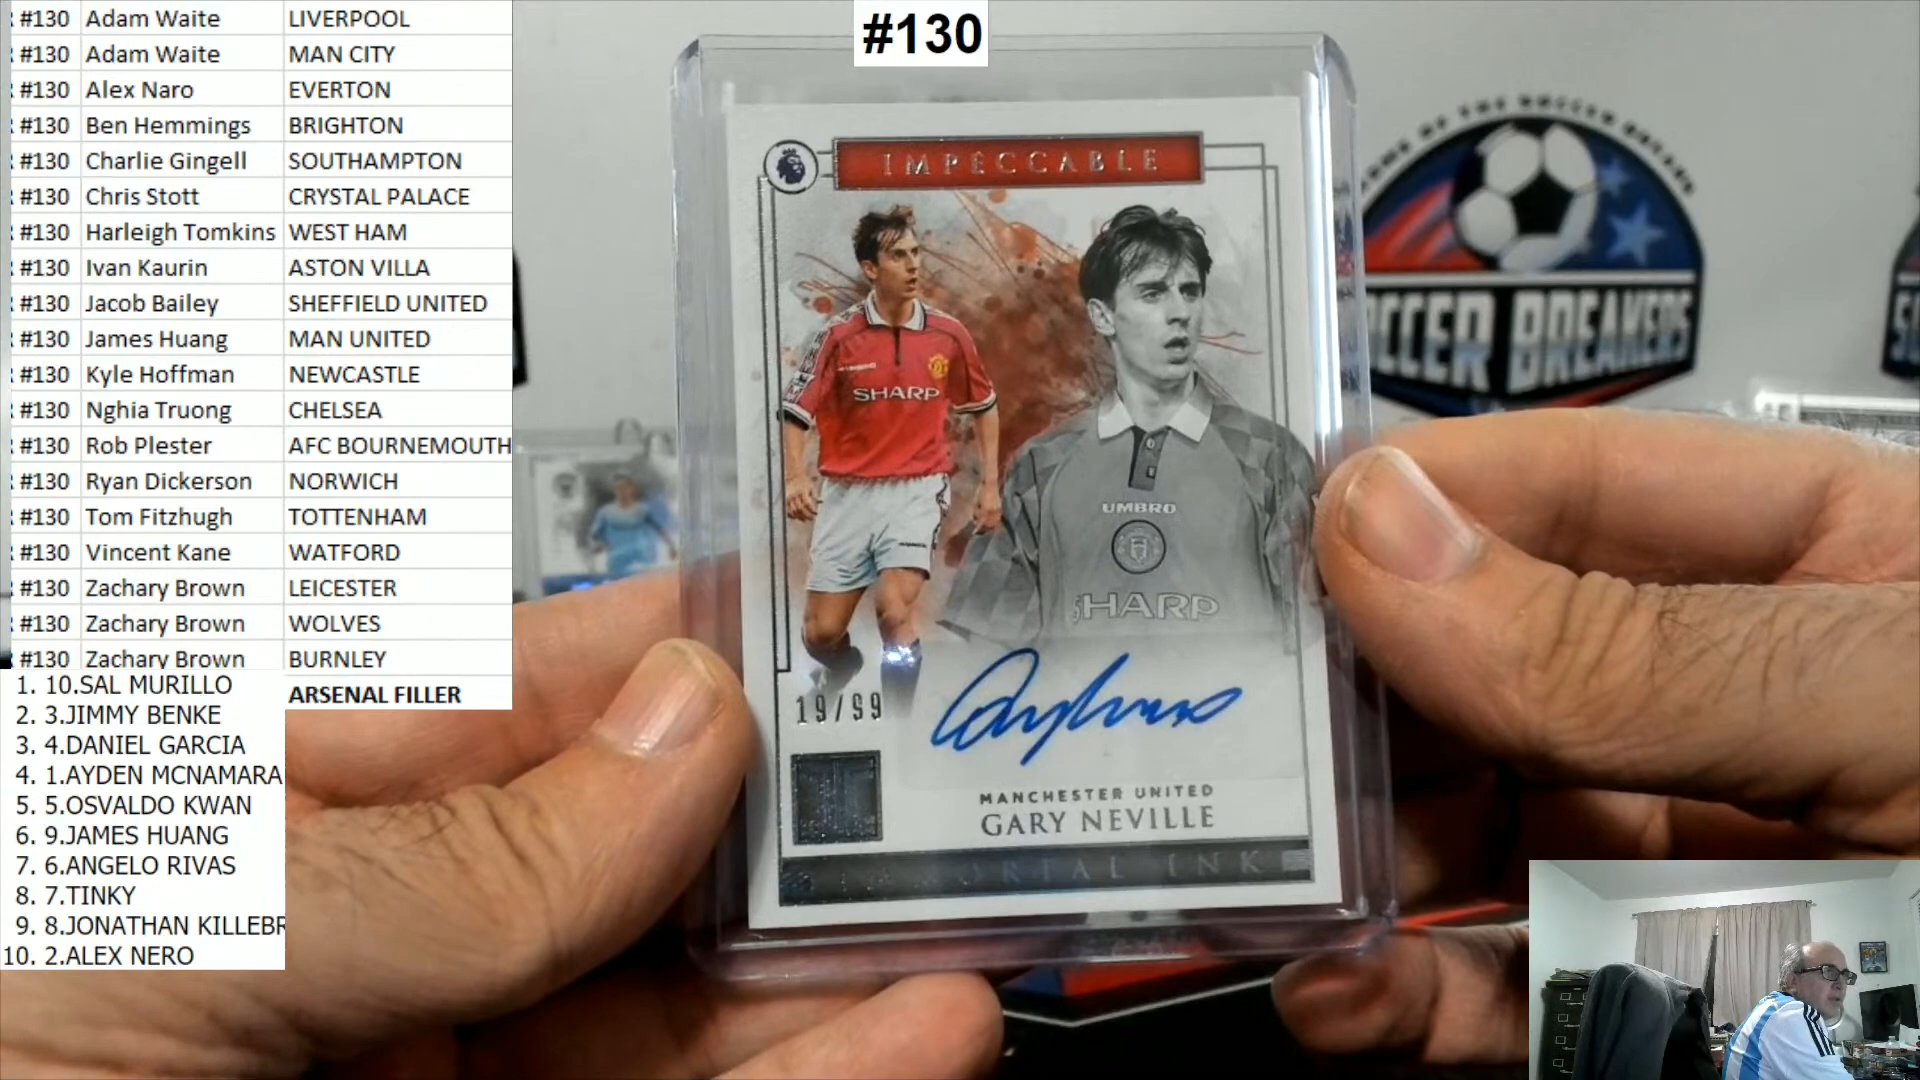 #130 Adam Waite LIVERPOOL
#130 Adam Waite MAN CITY
#130 Alex Naro EVERTON
#130 Ben Hemmings BRIGHTON
#130 Charlie Gingell SOUTHAMPTON
#130 Chris Stott CRYSTAL PALACE
#130 Harleigh Tomkins WEST HAM
#130 Ivan Kaurin ASTON VILLA
#130 Jacob Bailey SHEFFIELD UNITED
#130 James Huang MAN UNITED
#130 Kyle Hoffman NEWCASTLE
#130 Nghia Truong CHELSEA
#130 Rob Plester AFC BOURNEMOUTH
#130 Ryan Dickerson NORWICH
#130 Tom Fitzhugh TOTTENHAM
#130 Vincent Kane WATFORD
#130 Zachary Brown LEICESTER
#130 Zachary Brown WOLVES
#130 Zachary Brown BURNLEY
ARSENAL FILLER
1. 10.SAL MURILLO
2. 3.JIMMY BENKE
3. 4.DANIEL GARCIA
4. 1.AYDEN MCNAMARA
5. 5.OSVALDO KWAN
6. 9.JAMES HUANG
7. 6.ANGELO RIVAS
8. 7.TINKY
9. 8.JONATHAN KILLEBR
10. 2.ALEX NERO
#130
IMPECCABLE
SHARP
UMBRO
SHARP
19/99
MANCHESTER UNITED
GARY NEVILLE
IMMORTAL INK
OF THE SOCCER
SOCCER BREAKERS